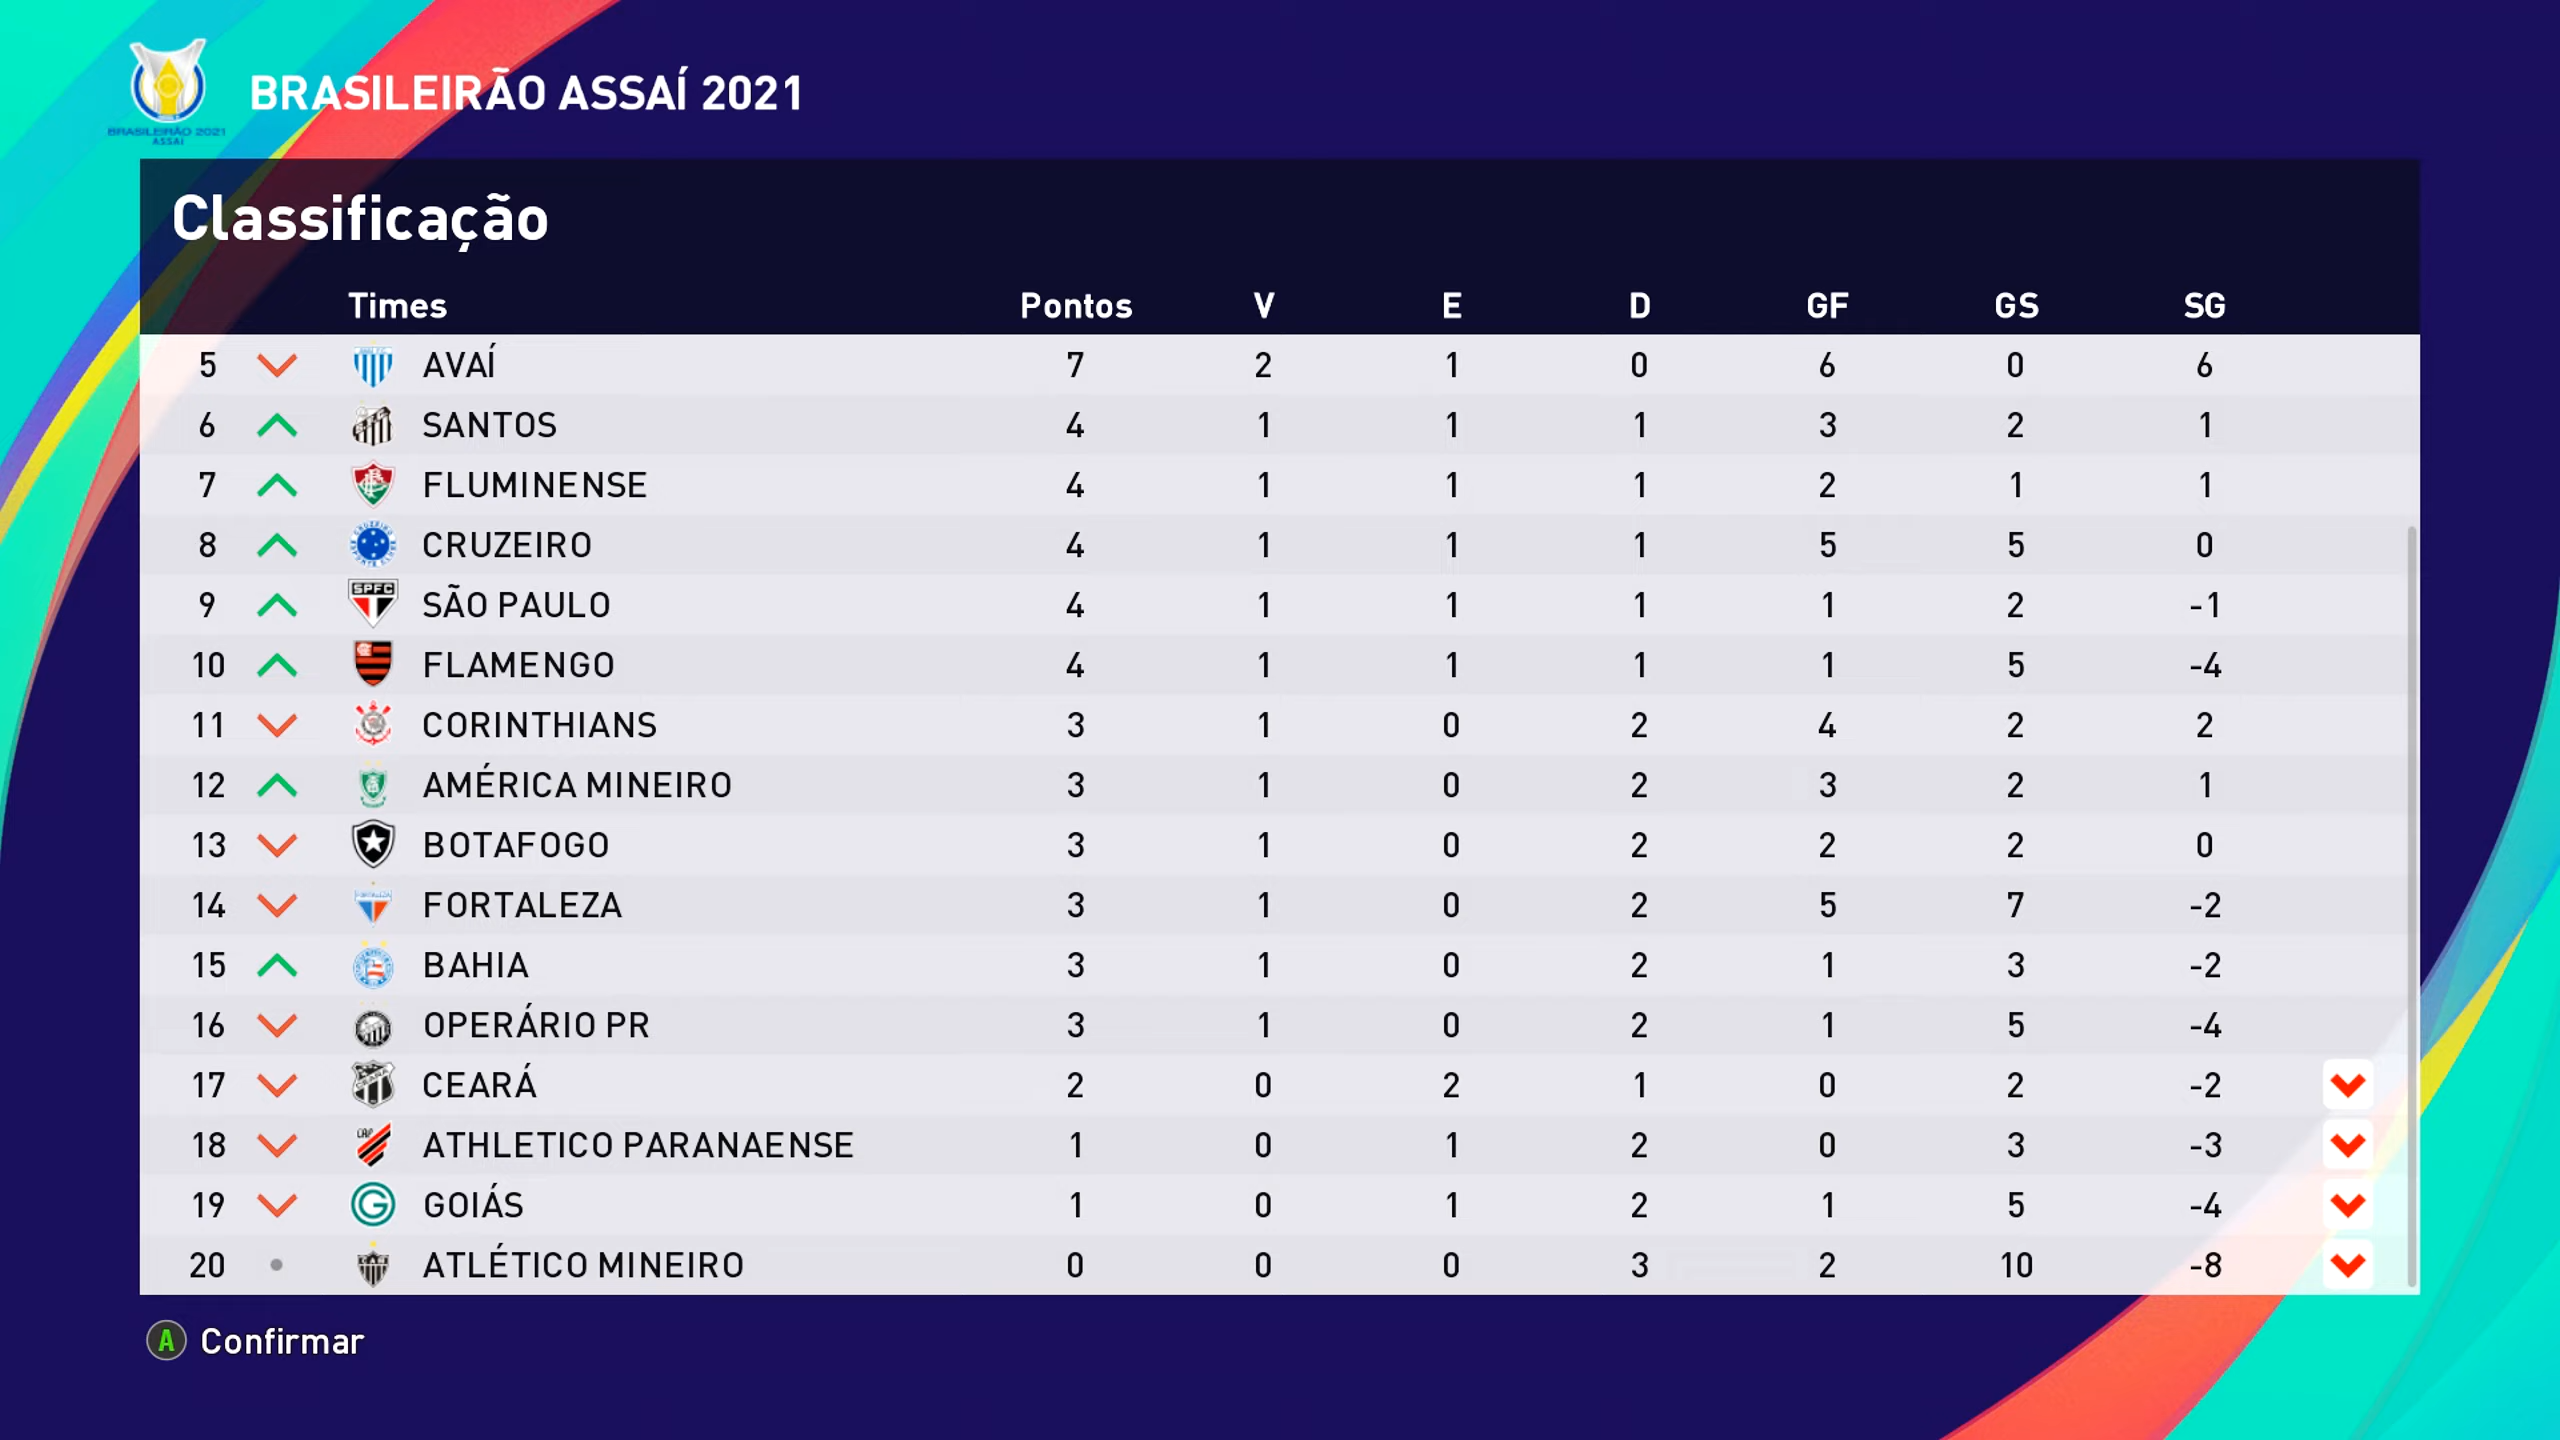 BRASILEIRÃO 2021
ASSAÍ
BRASILEIRÃO ASSAÍ 2021
Classificação
Times Pontos V E D GF GS SG
5 AVAÍ 7 2 1 0 6 0 6
6 SANTOS 4 1 1 1 3 2 1
7 FLUMINENSE 4 1 1 1 2 1 1
8 CRUZEIRO 4 1 1 1 5 5 0
9 SPFC SÃO PAULO 4 1 1 1 1 2 -1
10 FLAMENGO 4 1 1 1 1 5 -4
11 CORINTHIANS 3 1 0 2 4 2 2
12 AMÉRICA MINEIRO 3 1 0 2 3 2 1
13 BOTAFOGO 3 1 0 2 2 2 0
14 FORTALEZA 3 1 0 2 5 7 -2
15 BAHIA 3 1 0 2 1 3 -2
16 OPERÁRIO PR 3 1 0 2 1 5 -4
17 CEARÁ 2 0 2 1 0 2 -2
18 CAP ATHLETICO PARANAENSE 1 0 1 2 0 3 -3
19 G GOIÁS 1 0 1 2 1 5 -4
20 CAM ATLÉTICO MINEIRO 0 0 0 3 2 10 -8
A Confirmar